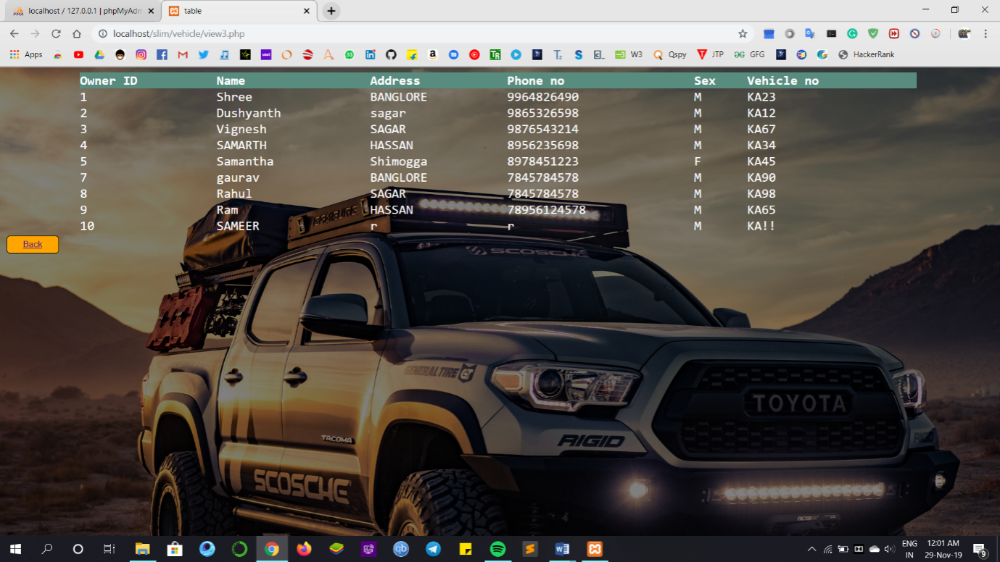 localhost / 127.0.0.1 | phpMyAdm
table
localhost/slim/vehicle/view3.php
Apps
W3
Qspy
JTP
GFG
HackerRank
Owner ID Name Address Phone no Sex Vehicle no
1 Shree BANGLORE 9964826490 M KA23
2 Dushyanth sagar 9865326598 M KA12
3 Vignesh SAGAR 9876543214 M KA67
4 SAMARTH HASSAN 8956235698 M KA34
5 Samantha Shimogga 8978451223 F KA45
7 gaurav BANGLORE 7845784578 M KA90
8 Rahul SAGAR 7845784578 M KA98
9 Ram HASSAN 78956124578 M KA65
10 SAMEER r r M KA!!
Back
SCOSCHE
GENERAL TIRE
TOYOTA
TACOMA
RIGID
SCOSCHE
ENG
IN
12:01 AM
29-Nov-19
9